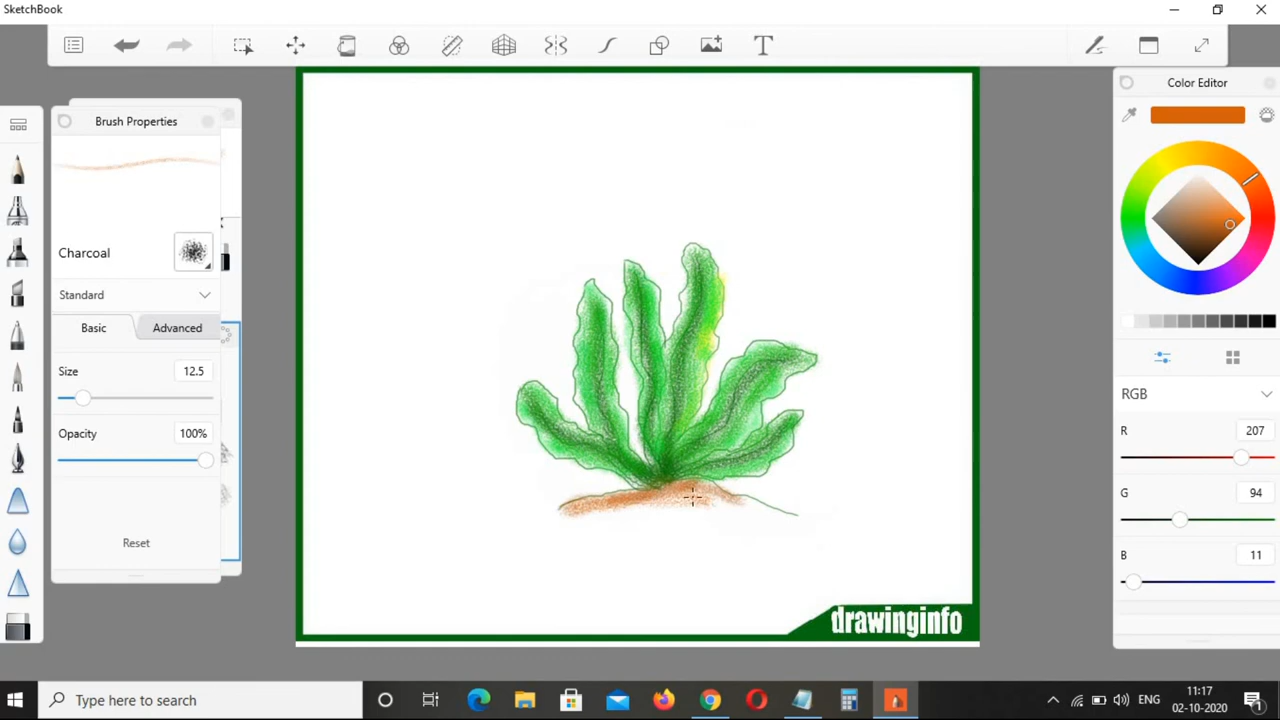 SketchBook
Brush Properties
Charcoal
Standard
Basic
Advanced
Size
12.5
Opacity
100%
Reset
drawinginfo
Color Editor
RGB
R
207
G
94
B
11
Type here to search
ENG
11:17
02-10-2020